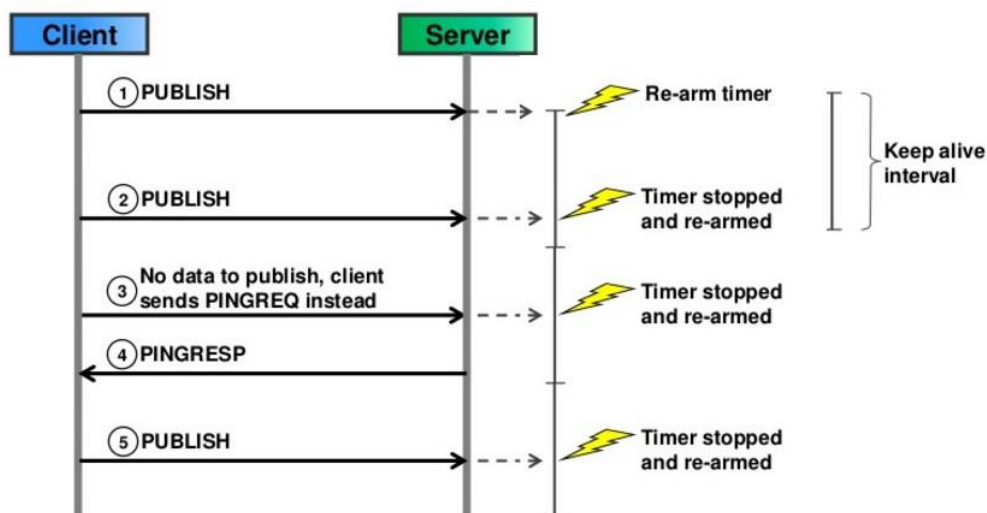 Client
Server
1 PUBLISH
Re-arm timer
Keep alive
interval
2 PUBLISH
Timer stopped
and re-armed
No data to publish, client
3 sends PINGREQ instead
Timer stopped
and re-armed
4 PINGRESP
5 PUBLISH
Timer stopped
and re-armed